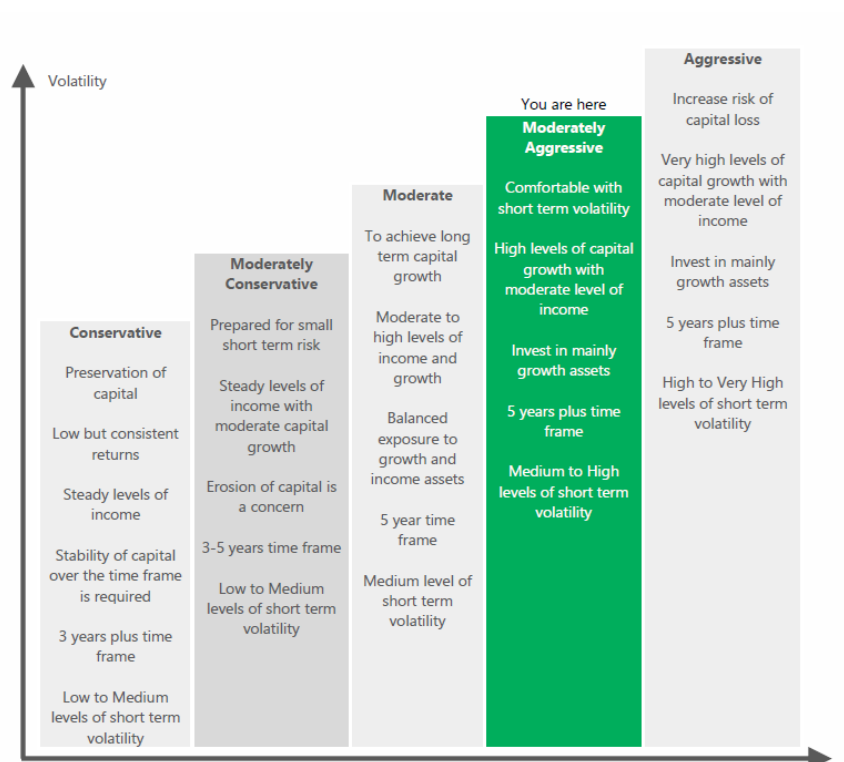 Volatility
Conservative
Preservation of
capital
Low but consistent
returns
Steady levels of
income
Stability of capital
over the time frame
is required
3 years plus time
frame
Low to Medium
levels of short term
volatility
Moderately
Conservative
Prepared for small
short term risk
Steady levels of
income with
moderate capital
growth
Erosion of capital is
a concern
3-5 years time frame
Low to Medium
levels of short term
volatility
Moderate
To achieve long
term capital
growth
Moderate to
high levels of
income and
growth
Balanced
exposure to
growth and
income assets
5 year time
frame
Medium level of
short term
volatility
You are here
Moderately
Aggressive
Comfortable with
short term volatility
High levels of capital
growth with
moderate level of
income
Invest in mainly
growth assets
5 years plus time
frame
Medium to High
levels of short term
volatility
Aggressive
Increase risk of
capital loss
Very high levels of
capital growth with
moderate level of
income
Invest in mainly
growth assets
5 years plus time
frame
High to Very High
levels of short term
volatility